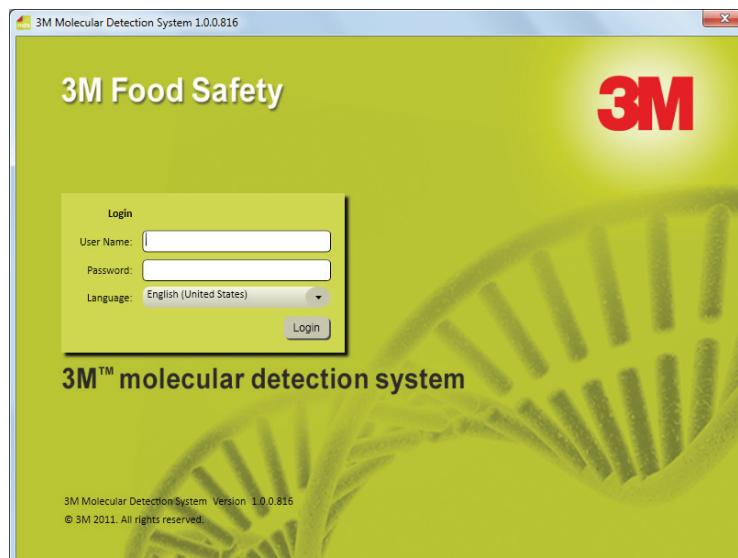 3M Molecular Detection System 1.0.0.816
3M Food Safety
3M
Login
User Name:
Password:
Language: English (United States)
Login
3M™ molecular detection system
3M Molecular Detection System Version 1.0.0.816
© 3M 2011. All rights reserved.